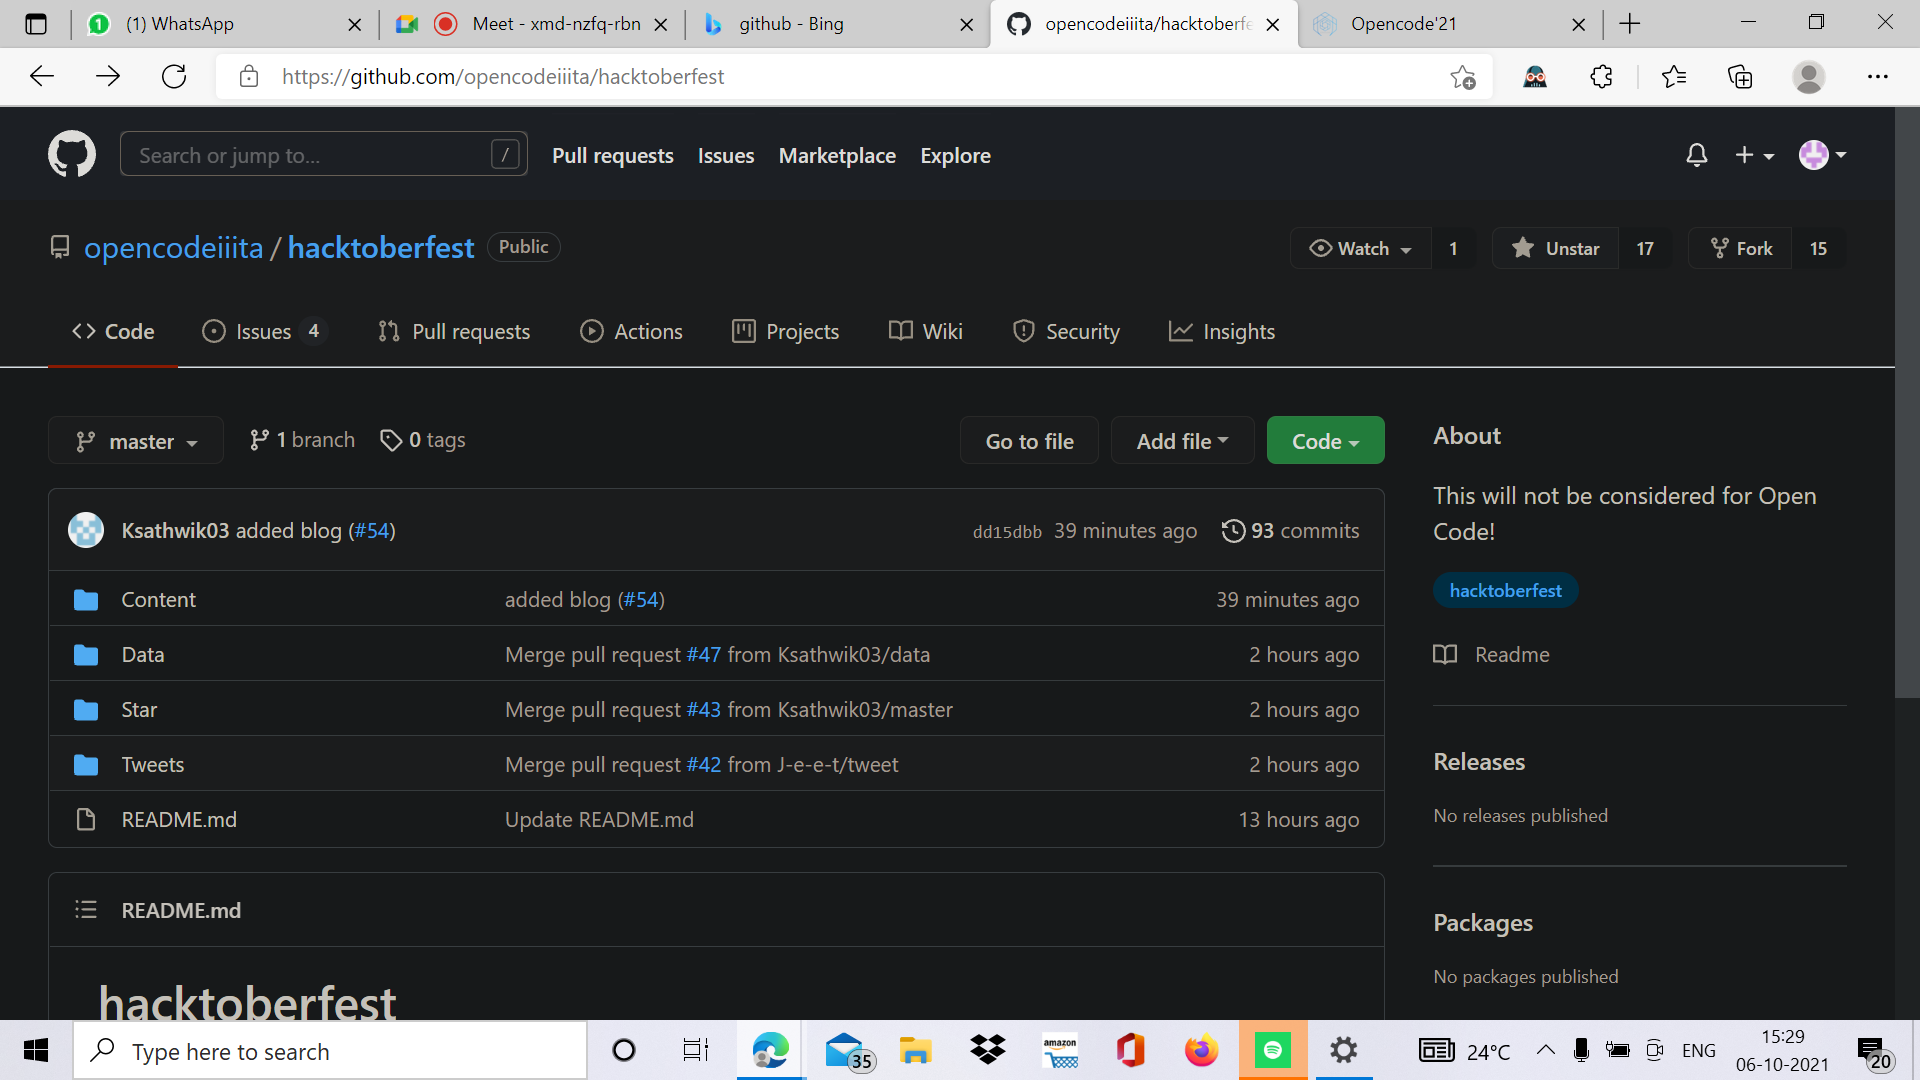 (1) WhatsApp
Meet - xmd-nzfq-rbn
github - Bing
opencodeiiita/hacktoberfe
Opencode'21
https://github.com/opencodeiiita/hacktoberfest
Search or jump to... /
Pull requests
Issues
Marketplace
Explore
opencodeiiita / hacktoberfest Public
Watch 1
Unstar 17
Fork 15
Code
Issues 4
Pull requests
Actions
Projects
Wiki
Security
Insights
master
1 branch
0 tags
Go to file
Add file
Code
Ksathwik03 added blog (#54) dd15dbb 39 minutes ago 93 commits
Content added blog (#54) 39 minutes ago
Data Merge pull request #47 from Ksathwik03/data 2 hours ago
Star Merge pull request #43 from Ksathwik03/master 2 hours ago
Tweets Merge pull request #42 from J-e-e-t/tweet 2 hours ago
README.md Update README.md 13 hours ago
README.md
hacktoberfest
About
This will not be considered for Open
Code!
hacktoberfest
Readme
Releases
No releases published
Packages
No packages published
Type here to search
35
amazon
24°C
ENG
15:29
06-10-2021
20